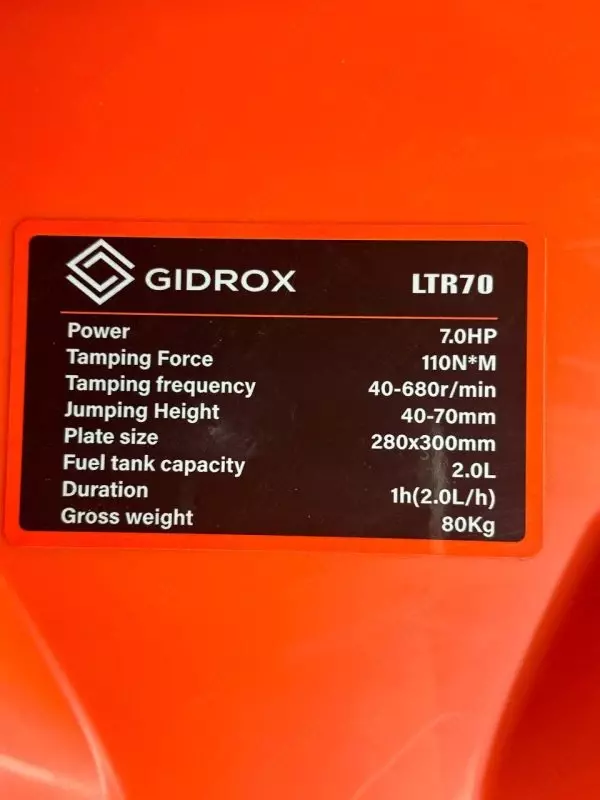 GIDROX LTR70
Power 7.0HP
Tamping Force 110N*M
Tamping frequency 40-680r/min
Jumping Height 40-70mm
Plate size 280x300mm
Fuel tank capacity 2.0L
Duration 1h(2.0L/h)
Gross weight 80Kg